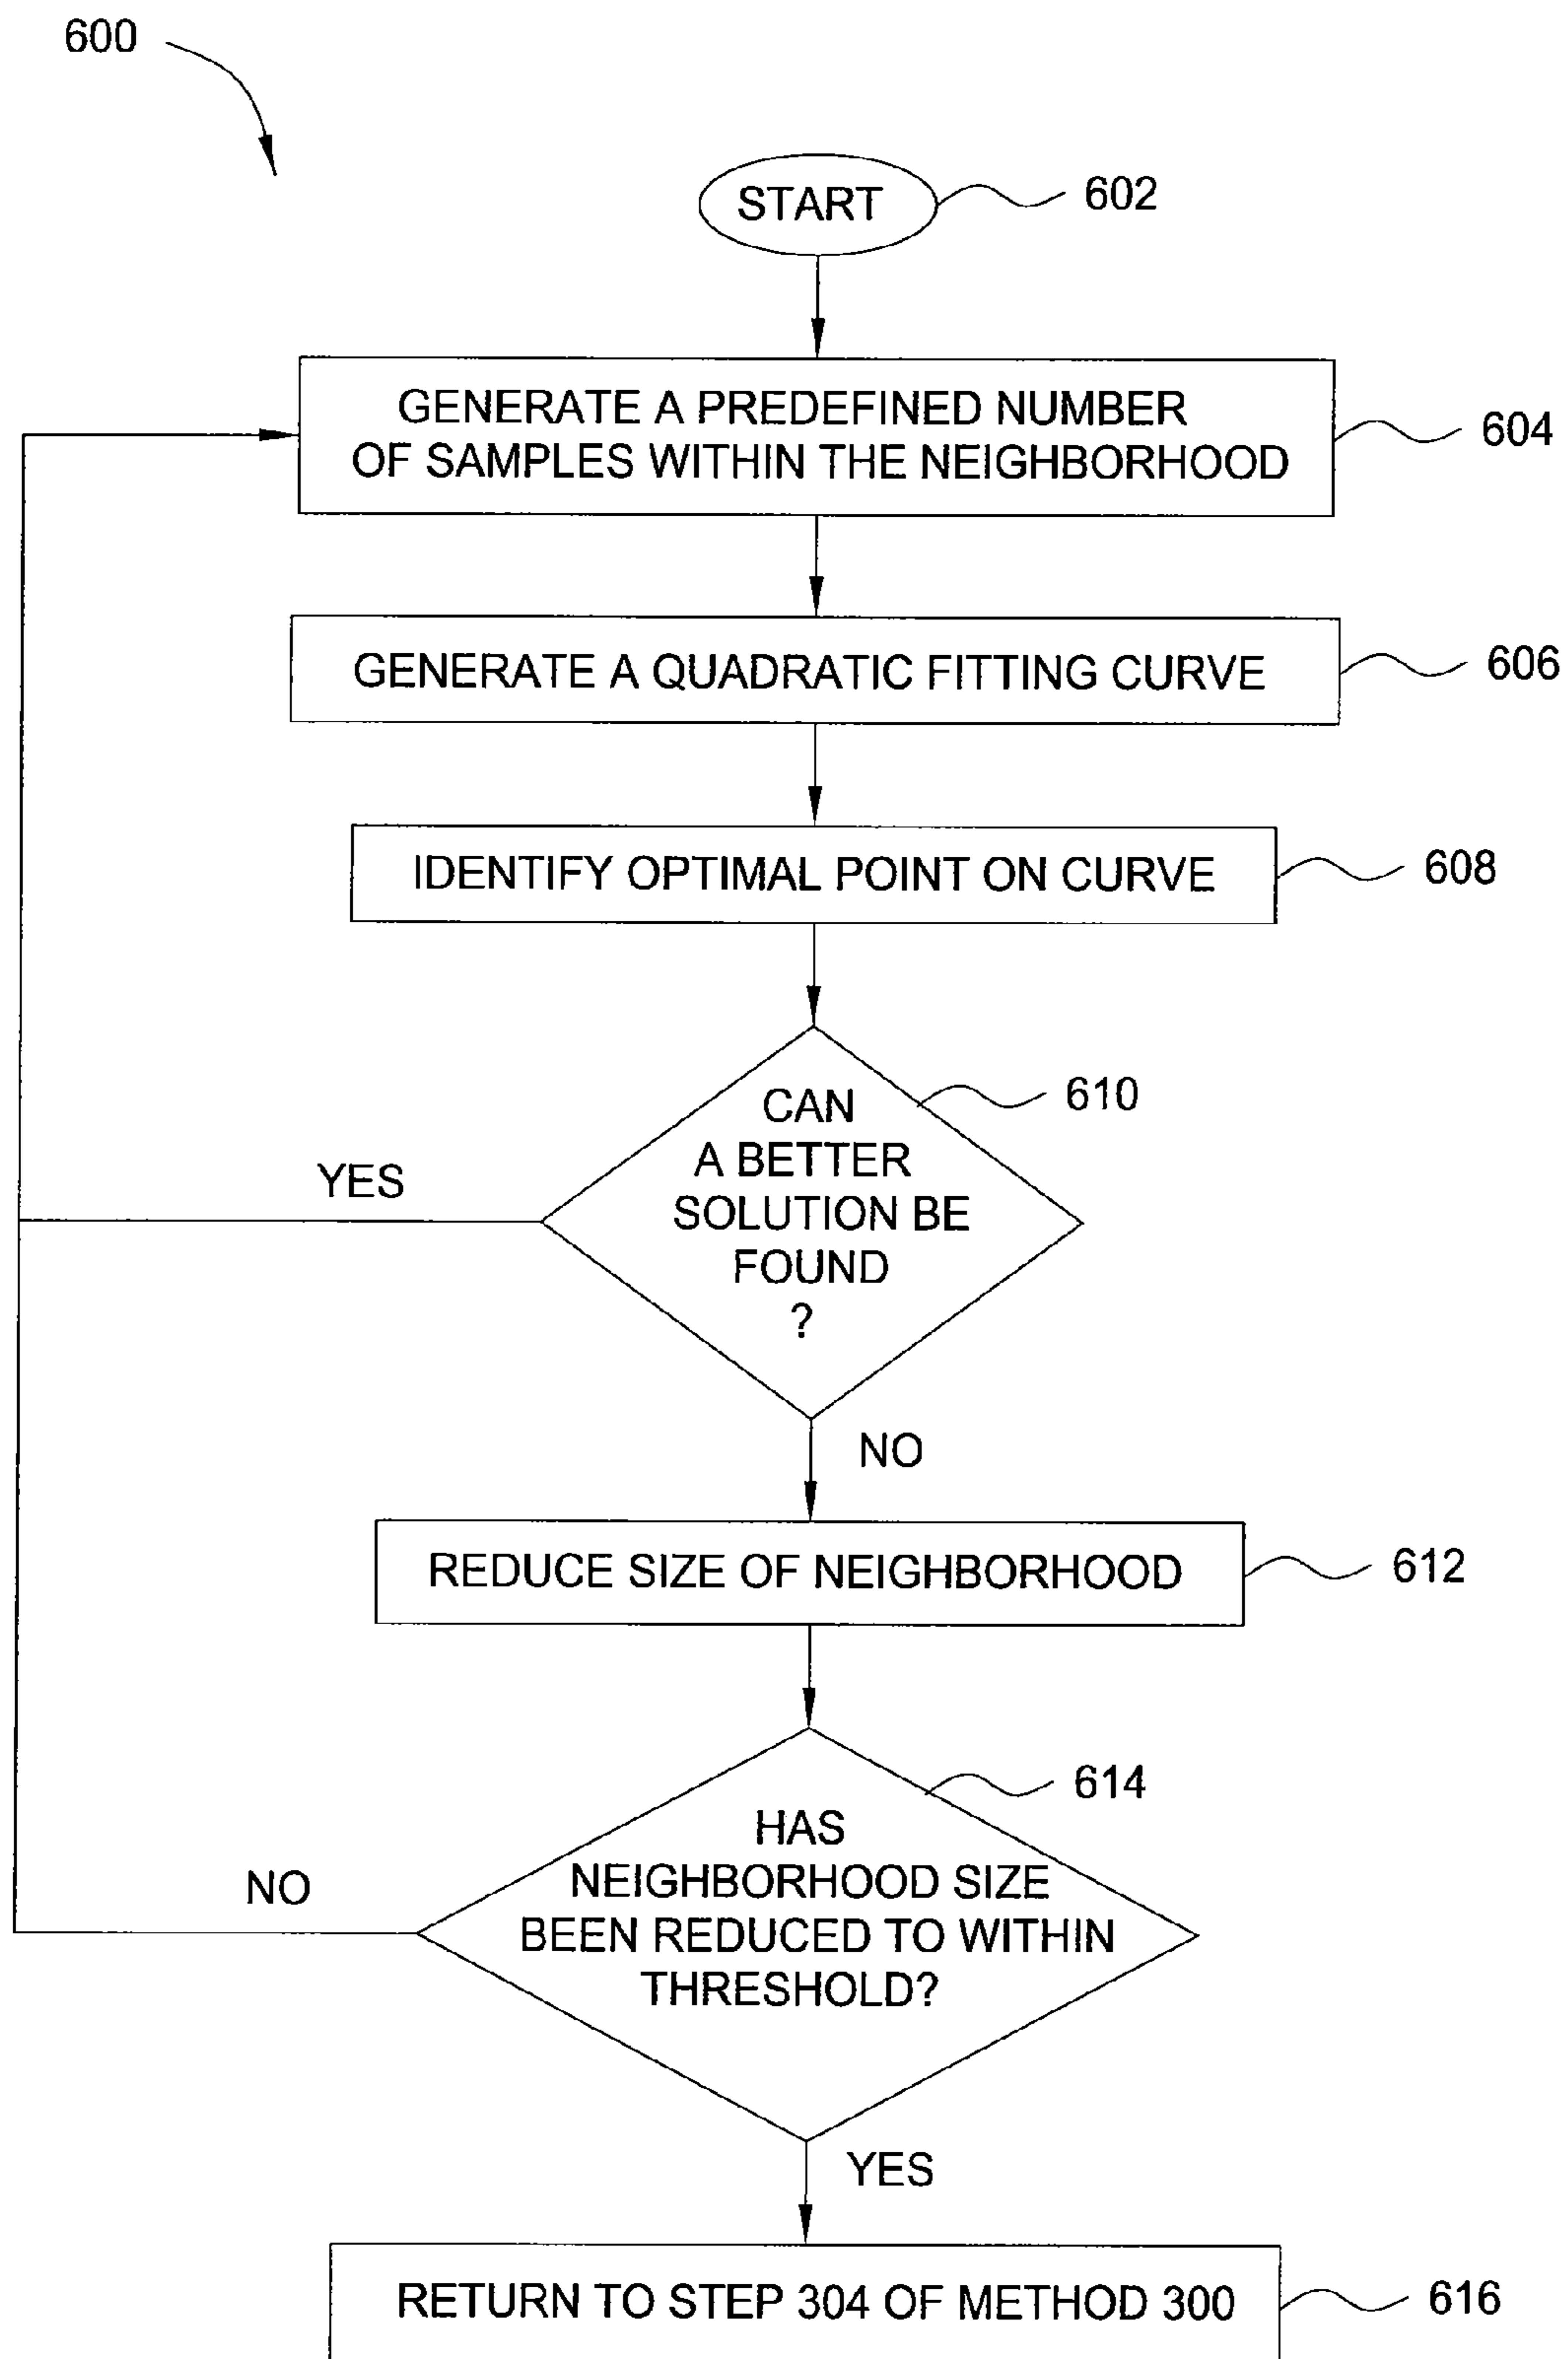 600
START
602
GENERATE A PREDEFINED NUMBER
OF SAMPLES WITHIN THE NEIGHBORHOOD
604
GENERATE A QUADRATIC FITTING CURVE
606
IDENTIFY OPTIMAL POINT ON CURVE
608
CAN
A BETTER
SOLUTION BE
FOUND
?
610
YES
NO
REDUCE SIZE OF NEIGHBORHOOD
612
HAS
NEIGHBORHOOD SIZE
BEEN REDUCED TO WITHIN
THRESHOLD?
614
NO
YES
RETURN TO STEP 304 OF METHOD 300
616